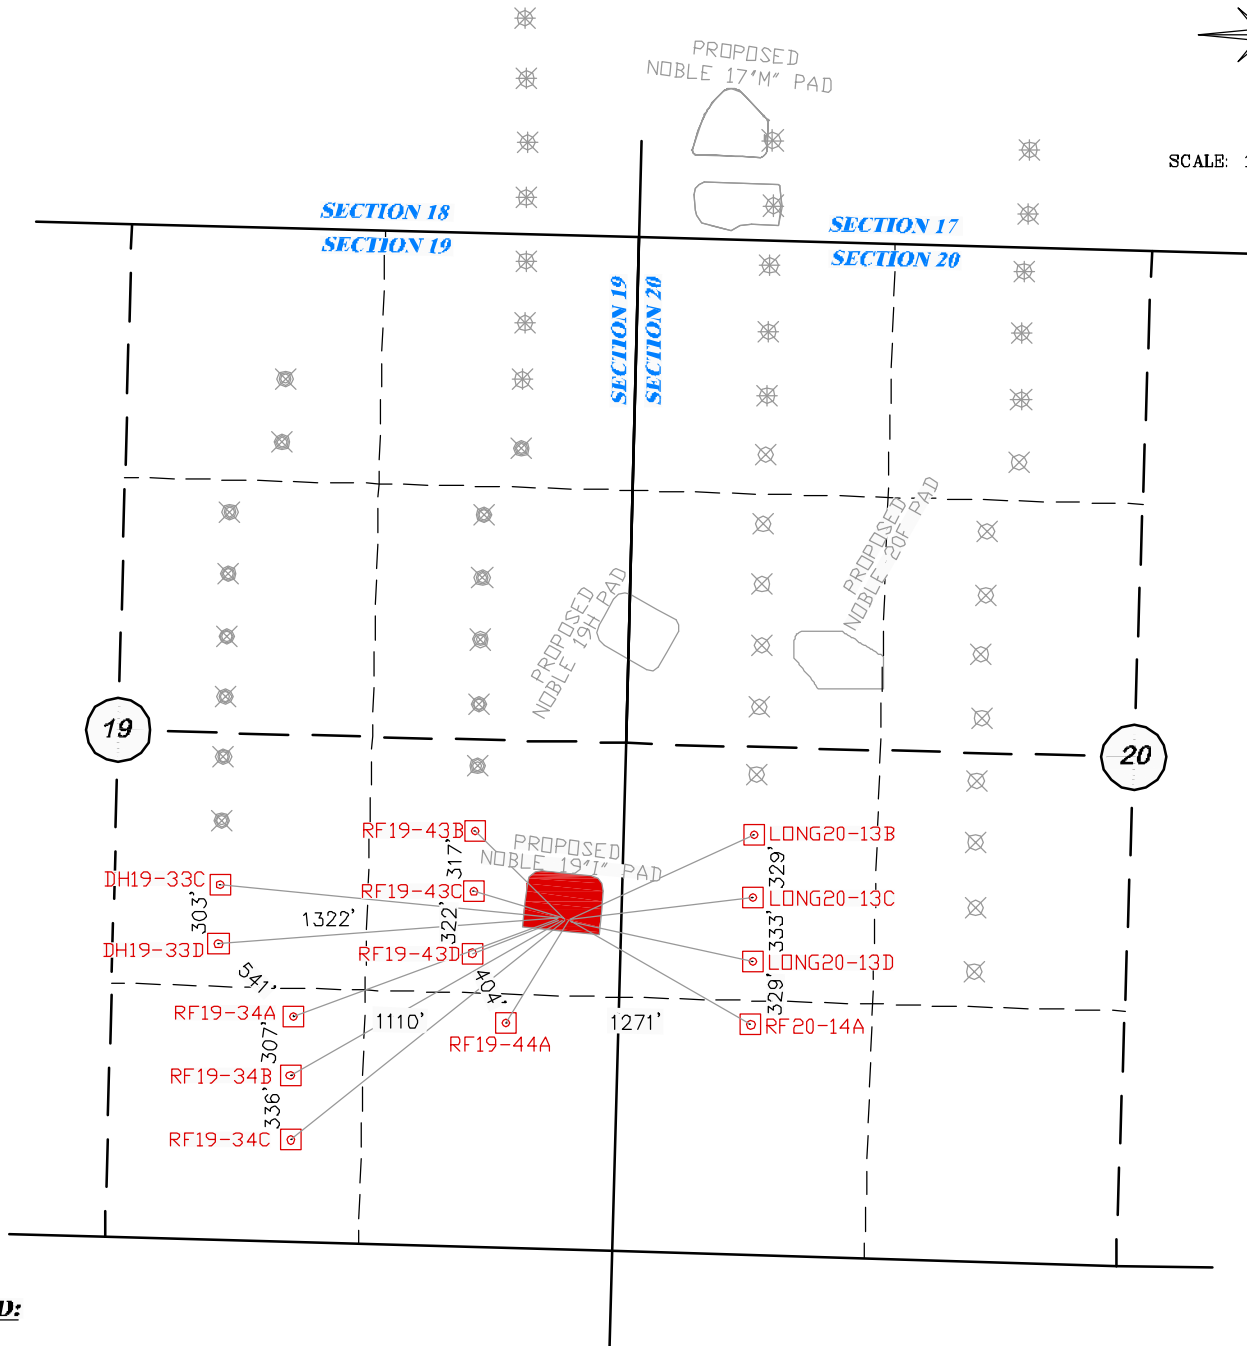 PROPOSED
NOBLE 17"M" PAD
SCALE:
SECTION 18
SECTION 17
SECTION 19
SECTION 20
SECTION 19
SECTION 20
PROPOSED
NOBLE 20F PAD
PROPOSED
NOBLE 19H PAD
19
20
RF19-43B
LONG20-13B
PROPOSED
NOBLE 19"I" PAD
317'
329'
DH19-33C
RF19-43C
LONG20-13C
303'
1322'
322'
333'
DH19-33D
RF19-43D
LONG20-13D
541'
404'
329'
RF19-34A
1110'
1271'
RF20-14A
307'
RF19-44A
RF19-34B
336'
RF19-34C
D: